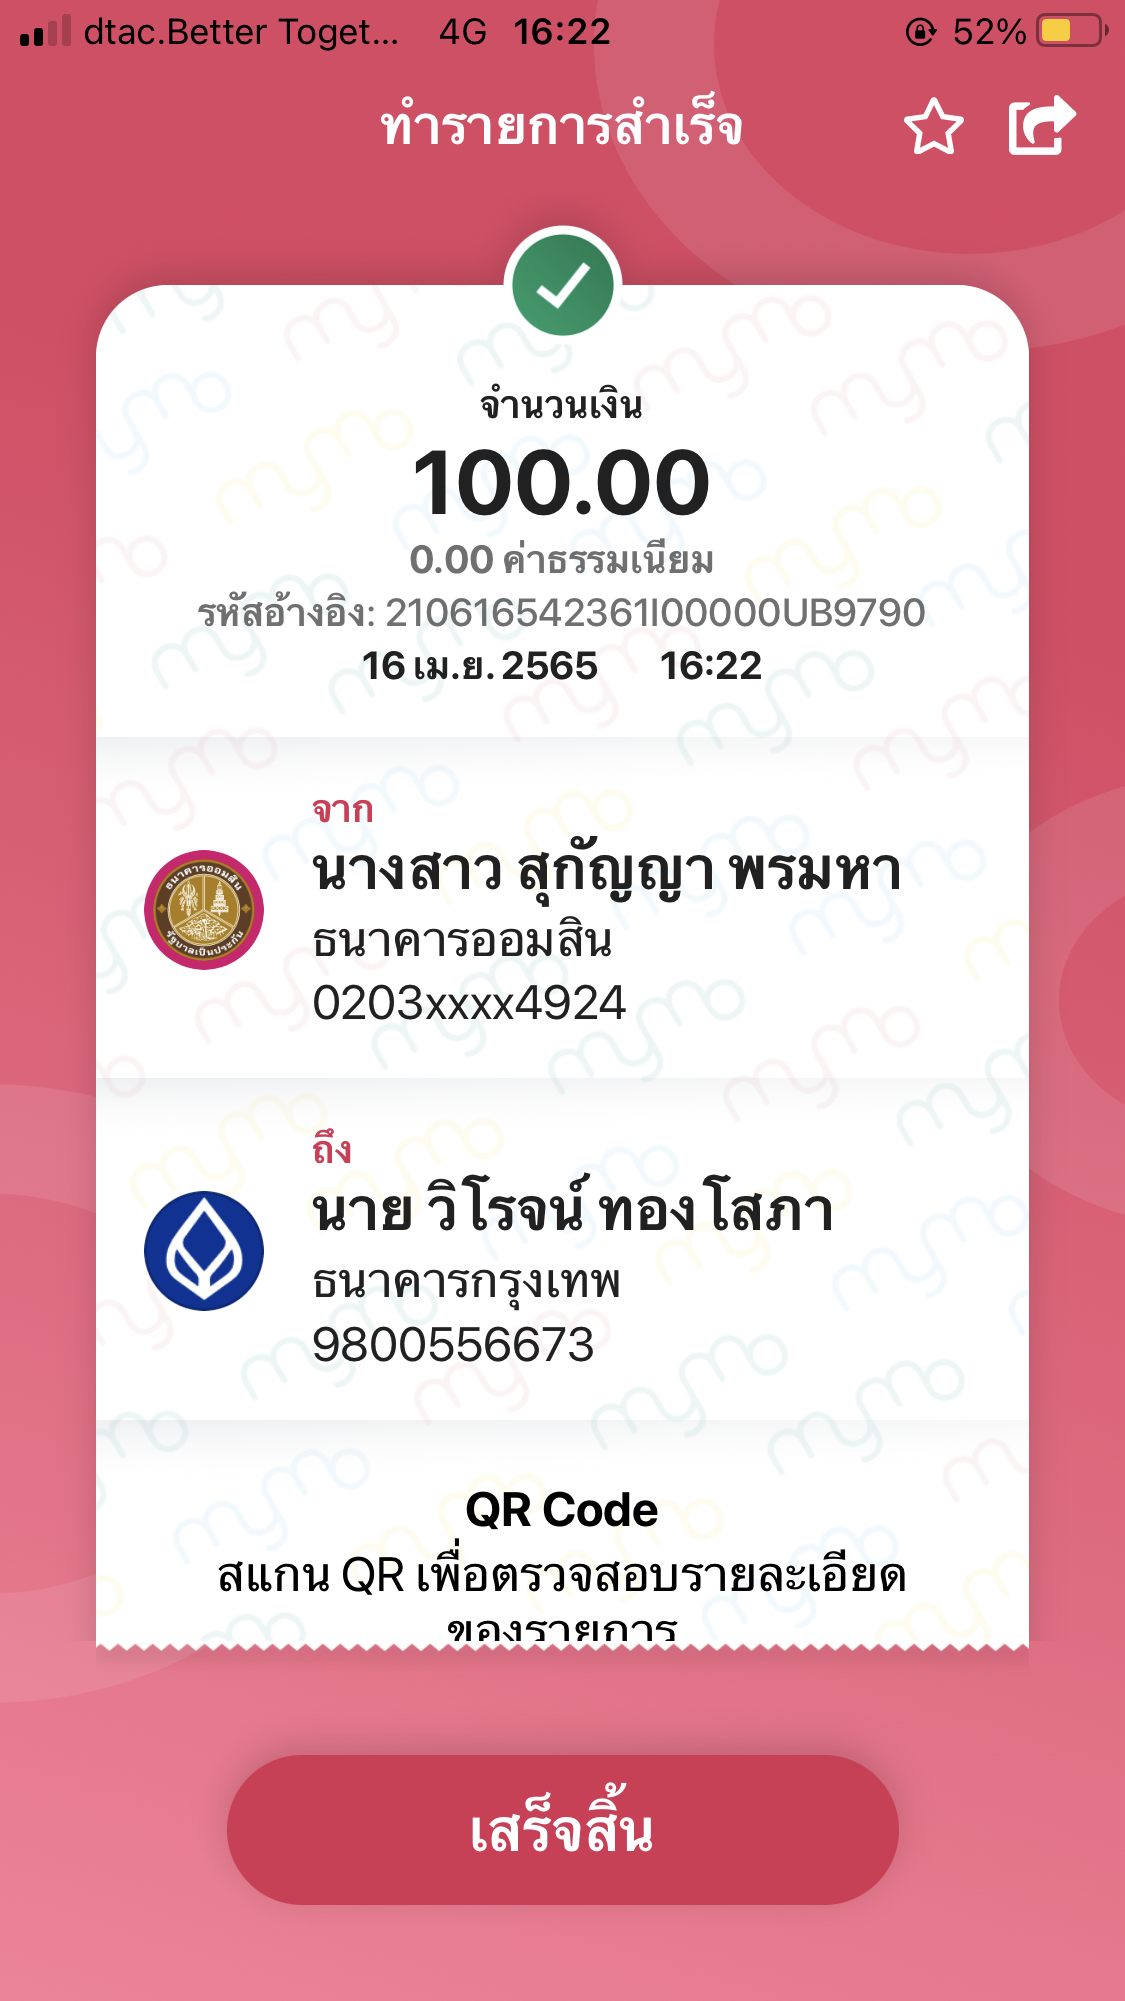 dtac.Better Toget... 4G 16:22 52%
ทำรายการสำเร็จ
จำนวนเงิน
100.00
0.00 ค่าธรรมเนียม
รหัสอ้างอิง: 210616542361I00000UB9790
16 เม.ย. 2565 16:22
จาก
นางสาว สุกัญญา พรมหา
ธนาคารออมสิน
0203xxxx4924
ถึง
นาย วิโรจน์ ทองโสภา
ธนาคารกรุงเทพ
9800556673
QR Code
สแกน QR เพื่อตรวจสอบรายละเอียด
ของรายการ
เสร็จสิ้น